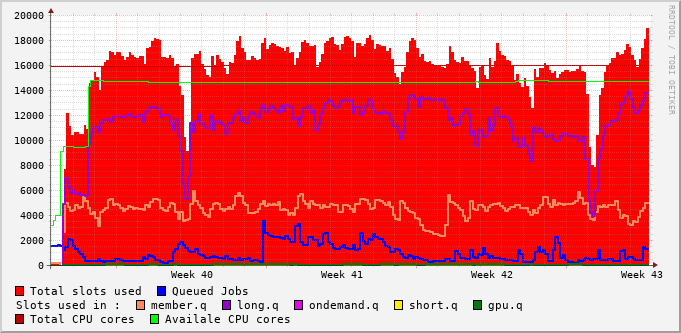 20000
18000
16000
14000
12000
10000
8000
6000
4000
2000
0
Week 40 Week 41 Week 42 Week 43
RRDTOOL / TOBI OETIKER
Total slots used Queued Jobs
Slots used in : member.q long.q ondemand.q short.q gpu.q
Total CPU cores Availale CPU cores